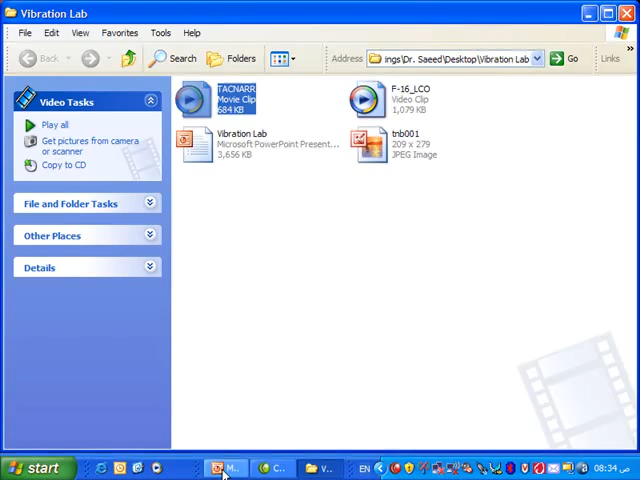 Vibration Lab
File Edit View Favorites Tools Help
Back Search Folders Address ings\Dr. Saeed\Desktop\Vibration Lab Go Links »
Video Tasks
Play all
Get pictures from camera
or scanner
Copy to CD
File and Folder Tasks
Other Places
Details
TACNARR
Movie Clip
684 KB
F-16_LCO
Video Clip
1,079 KB
Vibration Lab
Microsoft PowerPoint Present...
3,656 KB
tnb001
209 x 279
JPEG Image
start M... C... V... EN 08:34 ص